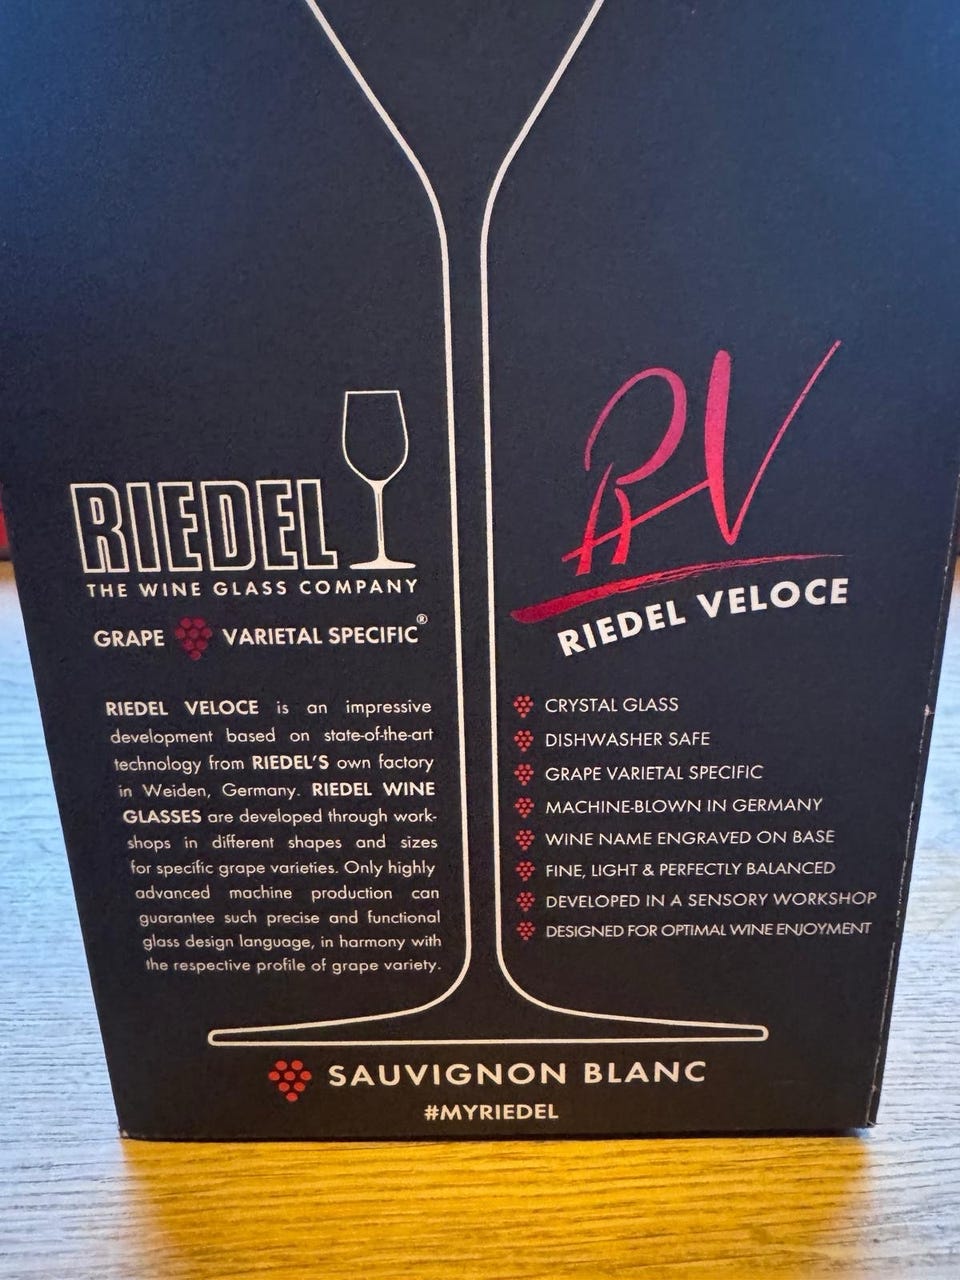 RIEDEL
THE WINE GLASS COMPANY
GRAPE VARIETAL SPECIFIC®
RIEDEL VELOCE is an impressive
development based on state-of-the-art
technology from RIEDEL'S own factory
in Weiden, Germany. RIEDEL WINE
GLASSES are developed through work-
shops in different shapes and sizes
for specific grape varieties. Only highly
advanced machine production can
guarantee such precise and functional
glass design language, in harmony with
the respective profile of grape variety.
RV
RIEDEL VELOCE
CRYSTAL GLASS
DISHWASHER SAFE
GRAPE VARIETAL SPECIFIC
MACHINE-BLOWN IN GERMANY
WINE NAME ENGRAVED ON BASE
FINE, LIGHT & PERFECTLY BALANCED
DEVELOPED IN A SENSORY WORKSHOP
DESIGNED FOR OPTIMAL WINE ENJOYMENT
SAUVIGNON BLANC
#MYRIEDEL